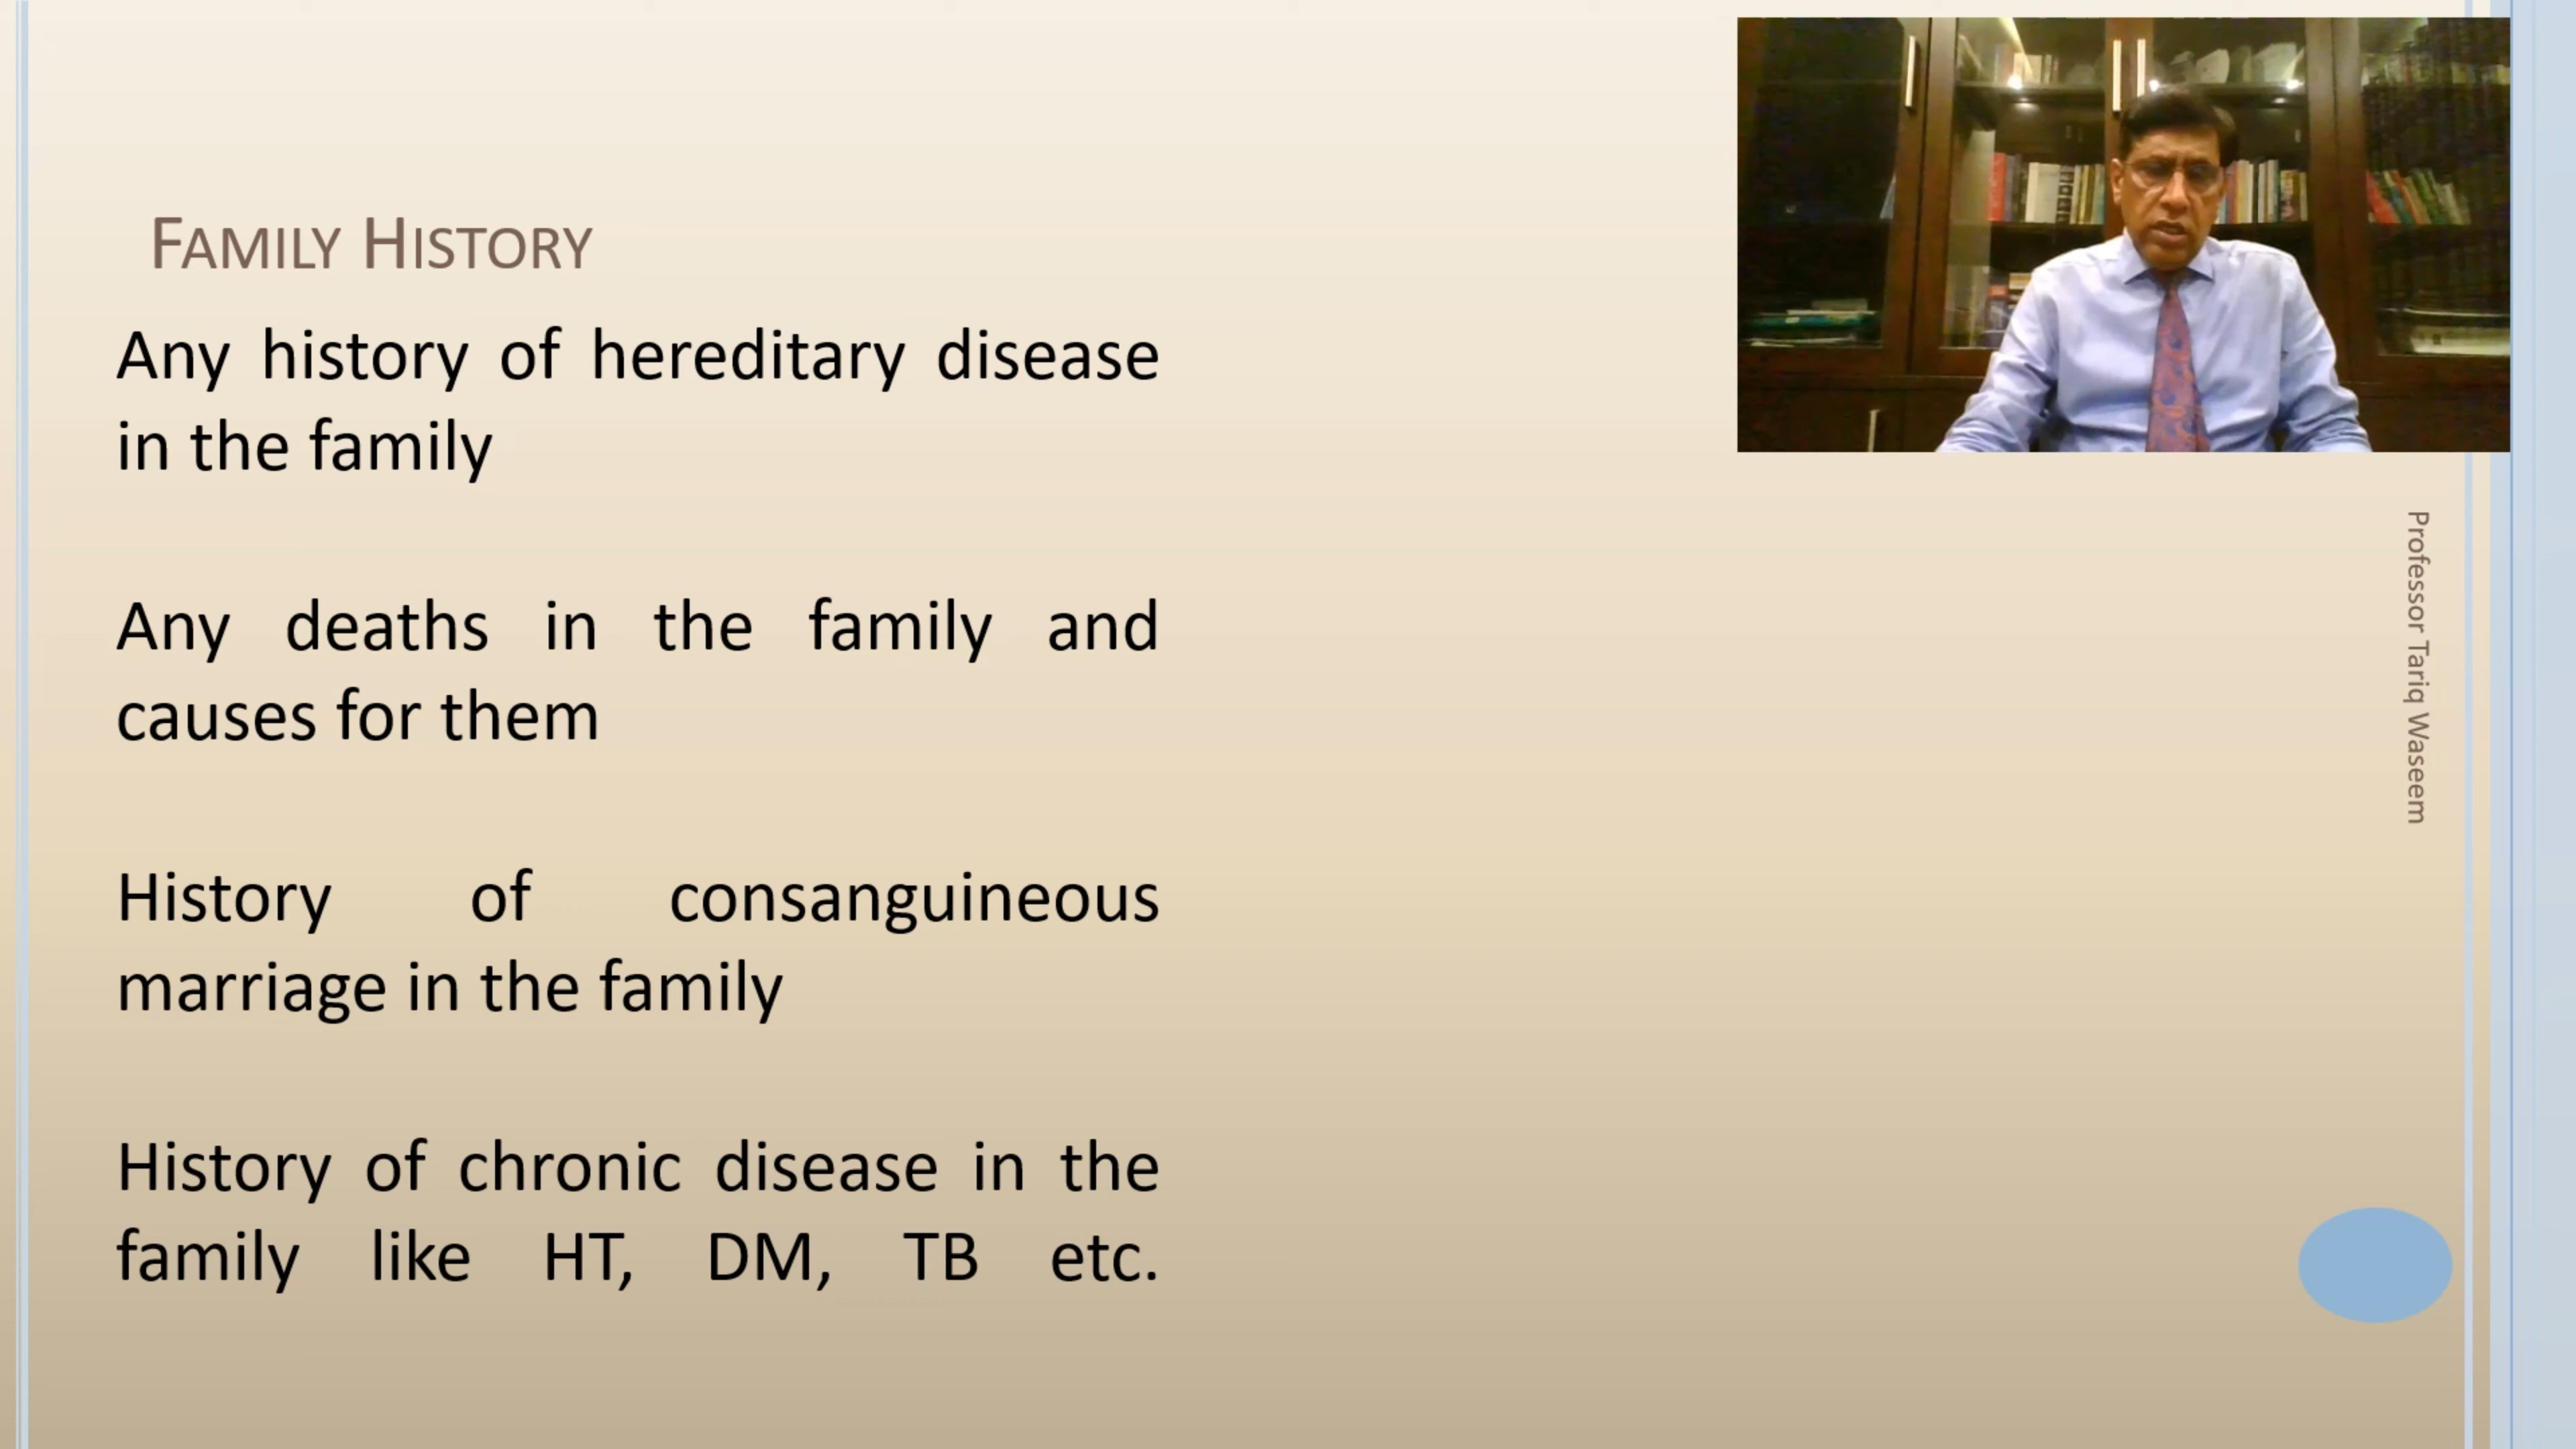 FAMILY HISTORY
Any history of hereditary disease
in the family
Any deaths in the family and
causes for them
History of consanguineous
marriage in the family
History of chronic disease in the
family like HT, DM, TB etc.
Professor Tariq Waseem